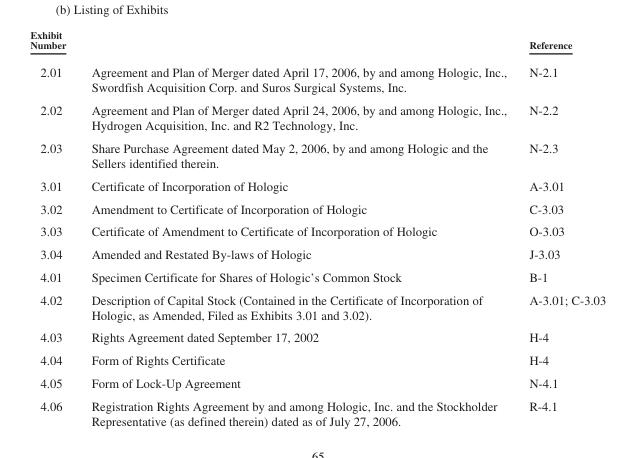 (b) Listing of Exhibits
Exhibit
Number Reference
2.01 Agreement and Plan of Merger dated April 17, 2006, by and among Hologic, Inc., N-2.1
Swordfish Acquisition Corp. and Suros Surgical Systems, Inc.
2.02 Agreement and Plan of Merger dated April 24, 2006, by and among Hologic, Inc., N-2.2
Hydrogen Acquisition, Inc. and R2 Technology, Inc.
2.03 Share Purchase Agreement dated May 2, 2006, by and among Hologic and the N-2.3
Sellers identified therein.
3.01 Certificate of Incorporation of Hologic A-3.01
3.02 Amendment to Certificate of Incorporation of Hologic C-3.03
3.03 Certificate of Amendment to Certificate of Incorporation of Hologic O-3.03
3.04 Amended and Restated By-laws of Hologic J-3.03
4.01 Specimen Certificate for Shares of Hologic’s Common Stock B-1
4.02 Description of Capital Stock (Contained in the Certificate of Incorporation of A-3.01; C-3.03
Hologic, as Amended, Filed as Exhibits 3.01 and 3.02).
4.03 Rights Agreement dated September 17, 2002 H-4
4.04 Form of Rights Certificate H-4
4.05 Form of Lock-Up Agreement N-4.1
4.06 Registration Rights Agreement by and among Hologic, Inc. and the Stockholder R-4.1
Representative (as defined therein) dated as of July 27, 2006.
65